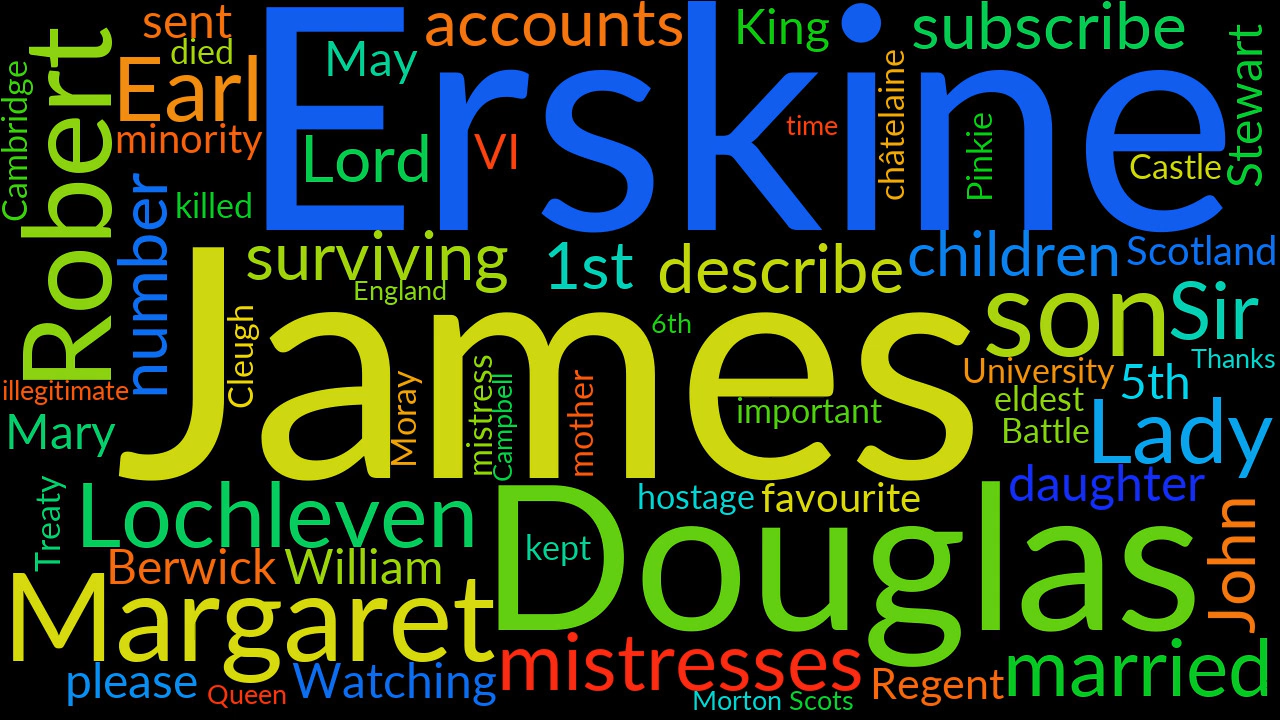 sent
accounts
King
subscribe
Erskine
died
May
Earl
Stewart
Cambridge
Robert
minority
Lord
VI
time
châtelaine
Pinkie
Castle
number
killed
surviving
1st
describe
children
Scotland
England
James
6th
son
Sir
Cleugh
Thanks
illegitimate
Moray
mistress
Campbell
mother
University
5th
eldest
important
Mary
Battle
Lady
Treaty
Lochleven
hostage
favourite
daughter
Douglas
kept
John
Berwick
William
Margaret
mistresses
married
please
Queen
Watching
Regent
Morton
Scots